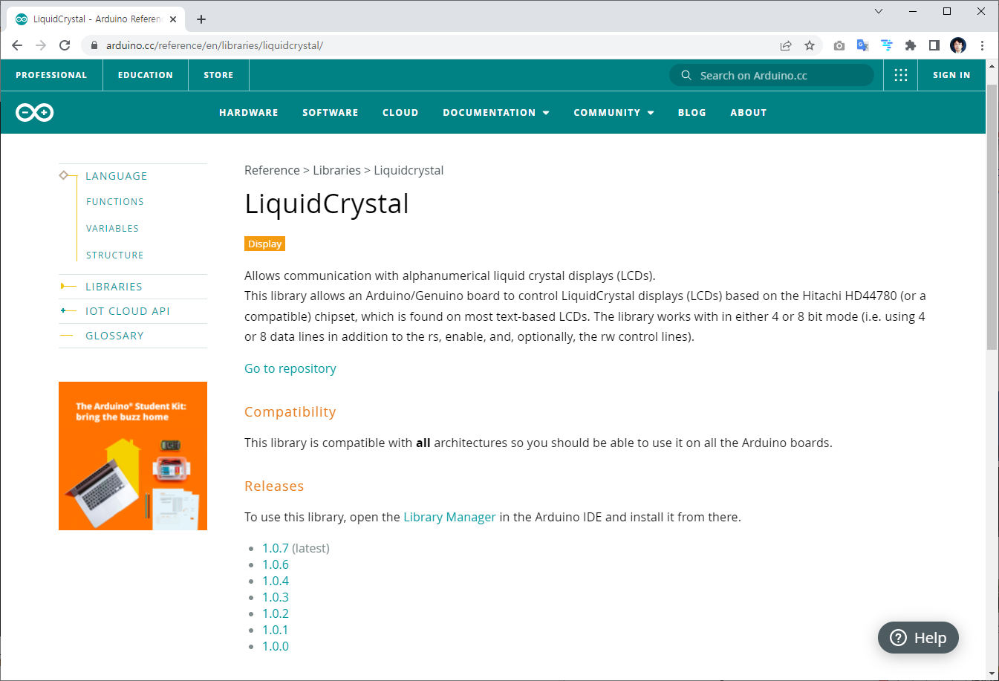 LiquidCrystal - Arduino Referenc
arduino.cc/reference/en/libraries/liquidcrystal/
PROFESSIONAL EDUCATION STORE Search on Arduino.cc SIGN IN
HARDWARE SOFTWARE CLOUD DOCUMENTATION COMMUNITY BLOG ABOUT
LANGUAGE
FUNCTIONS
VARIABLES
STRUCTURE
LIBRARIES
IOT CLOUD API
GLOSSARY
The Arduino® Student Kit:
bring the buzz home
Reference > Libraries > Liquidcrystal
LiquidCrystal
Display
Allows communication with alphanumerical liquid crystal displays (LCDs).
This library allows an Arduino/Genuino board to control LiquidCrystal displays (LCDs) based on the Hitachi HD44780 (or a
compatible) chipset, which is found on most text-based LCDs. The library works with in either 4 or 8 bit mode (i.e. using 4
or 8 data lines in addition to the rs, enable, and, optionally, the rw control lines).
Go to repository
Compatibility
This library is compatible with all architectures so you should be able to use it on all the Arduino boards.
Releases
To use this library, open the Library Manager in the Arduino IDE and install it from there.
1.0.7 (latest)
1.0.6
1.0.4
1.0.3
1.0.2
1.0.1
1.0.0
Help